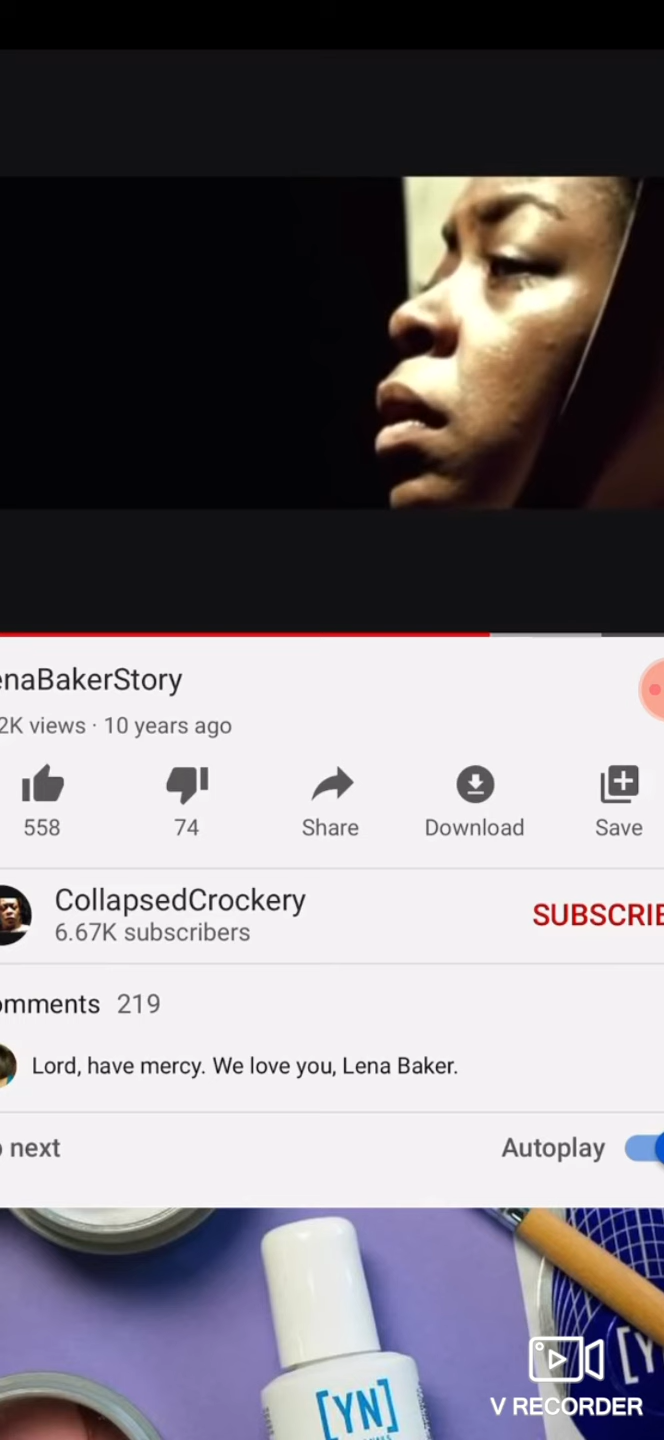 enaBakerStory
2K views · 10 years ago
558
74
Share
Download
Save
CollapsedCrockery
6.67K subscribers
SUBSCRIBE
omments 219
Lord, have mercy. We love you, Lena Baker.
next
Autoplay
[YN]
[Y
V RECORDER